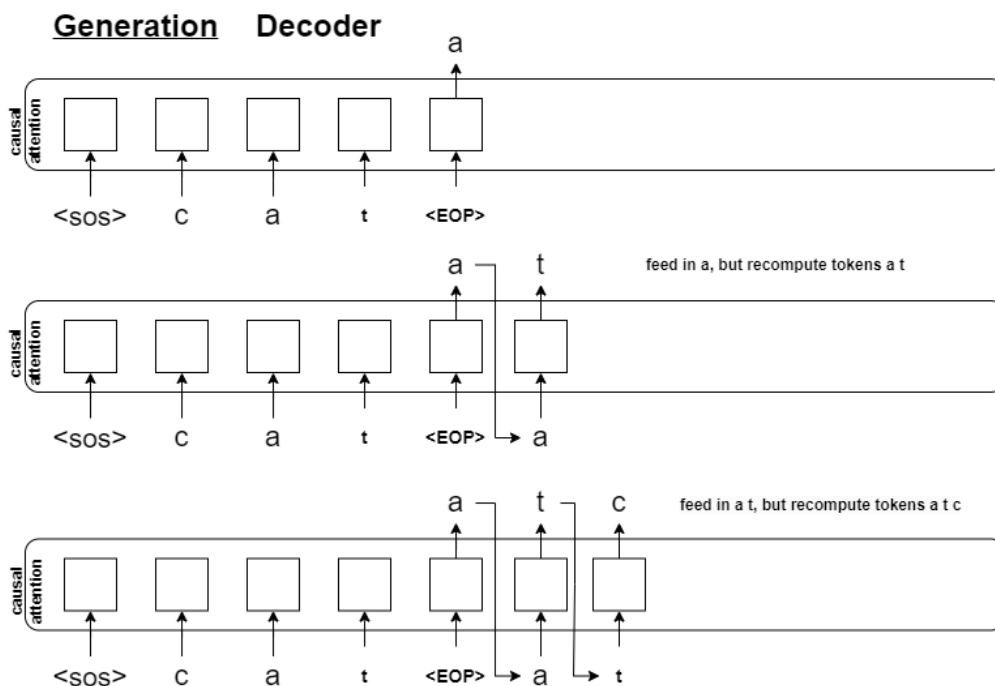 Generation Decoder
a
causal
attention
<sos> c a t <EOP>
a t feed in a, but recompute tokens a t
causal
attention
<sos> c a t <EOP> a
a t c feed in a t, but recompute tokens a t c
causal
attention
<sos> c a t <EOP> a t